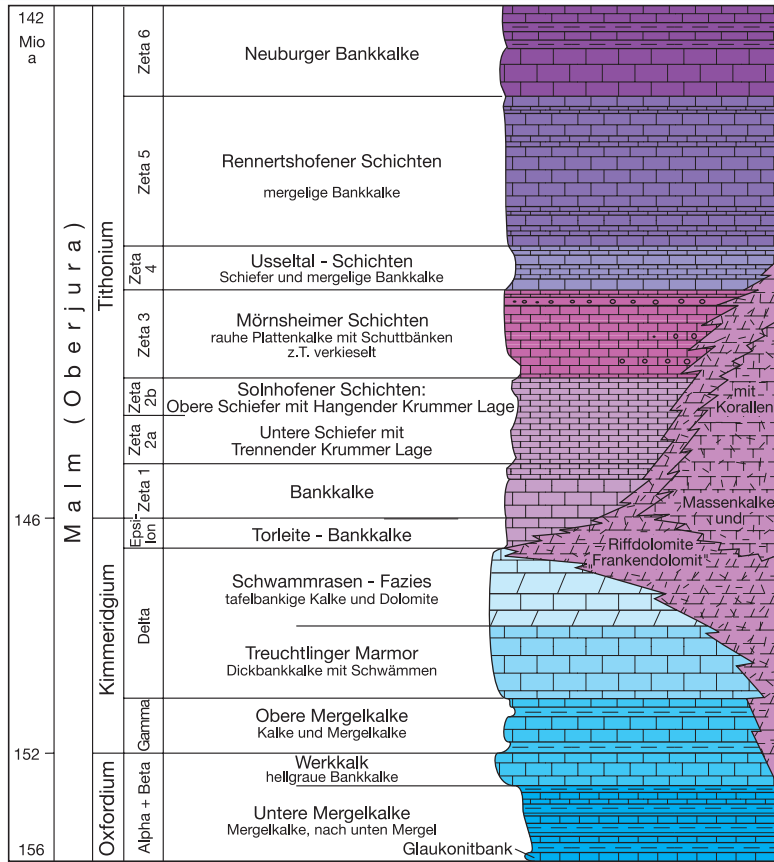 142
Mio
a
146
152
156
Malm (Oberjura)
Tithonium
Kimmeridgium
Oxfordium
Zeta 6
Neuburger Bankkalke
Zeta 5
Rennertshofener Schichten
mergelige Bankkalke
Zeta
4
Usseltal - Schichten
Schiefer und mergelige Bankkalke
Zeta 3
Mörnsheimer Schichten
rauhe Plattenkalke mit Schuttbänken
z.T. verkieselt
Zeta
2b
Solnhofener Schichten:
Obere Schiefer mit Hangender Krummer Lage
Zeta
2a
Untere Schiefer mit
Trennender Krummer Lage
Zeta 1
Bankkalke
Epsi-
lon
Torleite - Bankkalke
Delta
Schwammrasen - Fazies
tafelbankige Kalke und Dolomite
Treuchtlinger Marmor
Dickbankkalke mit Schwämmen
Gamma
Obere Mergelkalke
Kalke und Mergelkalke
Alpha + Beta
Werkkalk
hellgraue Bankkalke
Untere Mergelkalke
Mergelkalke, nach unten Mergel
Glaukonitbank
mit
Korallen
Massenkalke
und
Riffdolomite
"Frankendolomit"